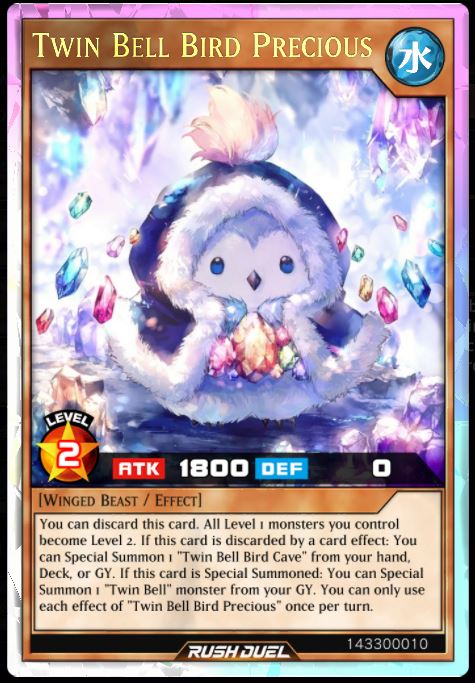 Twin Bell Bird Precious
水
LEVEL
2
ATK 1800 DEF 0
[Winged Beast / Effect]
You can discard this card. All Level 1 monsters you control
become Level 2. If this card is discarded by a card effect: You
can Special Summon 1 "Twin Bell Bird Cave" from your hand,
Deck, or GY. If this card is Special Summoned: You can Special
Summon 1 "Twin Bell" monster from your GY. You can only use
each effect of "Twin Bell Bird Precious" once per turn.
143300010
RUSH DUEL